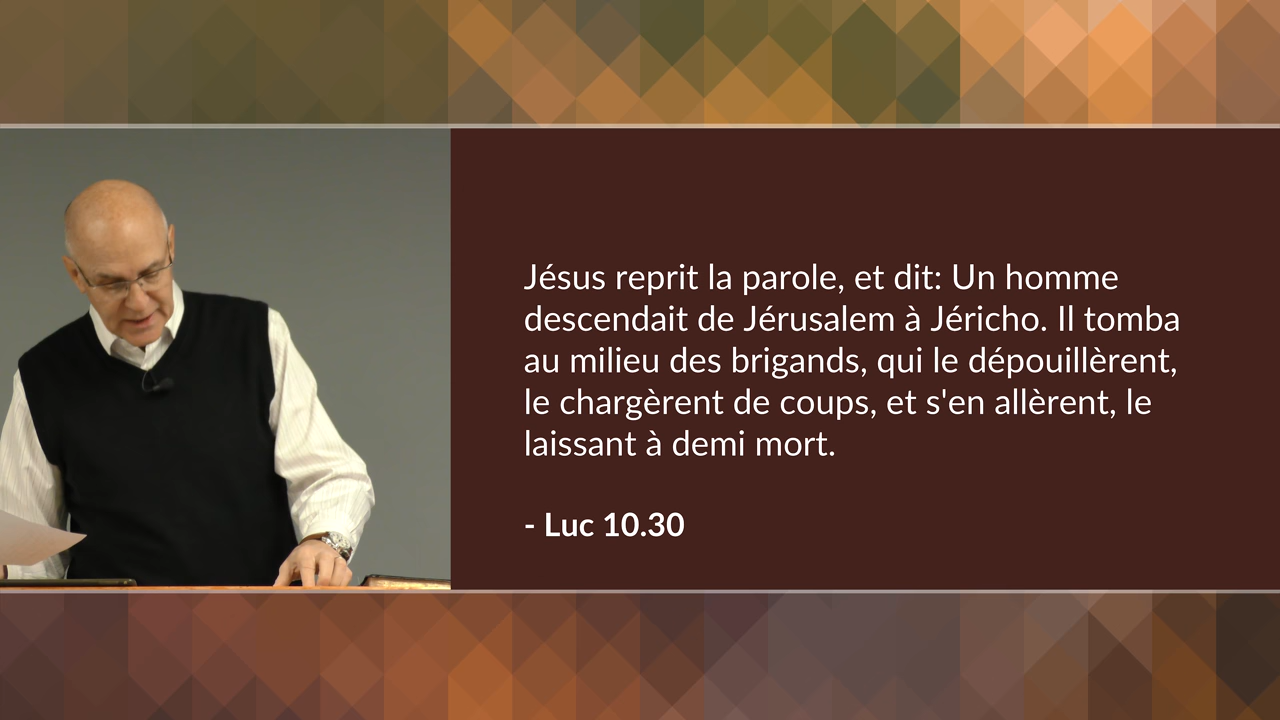 Jésus reprit la parole, et dit: Un homme
descendait de Jérusalem à Jéricho. Il tomba
au milieu des brigands, qui le dépouillèrent,
le chargèrent de coups, et s'en allèrent, le
laissant à demi mort.
- Luc 10.30